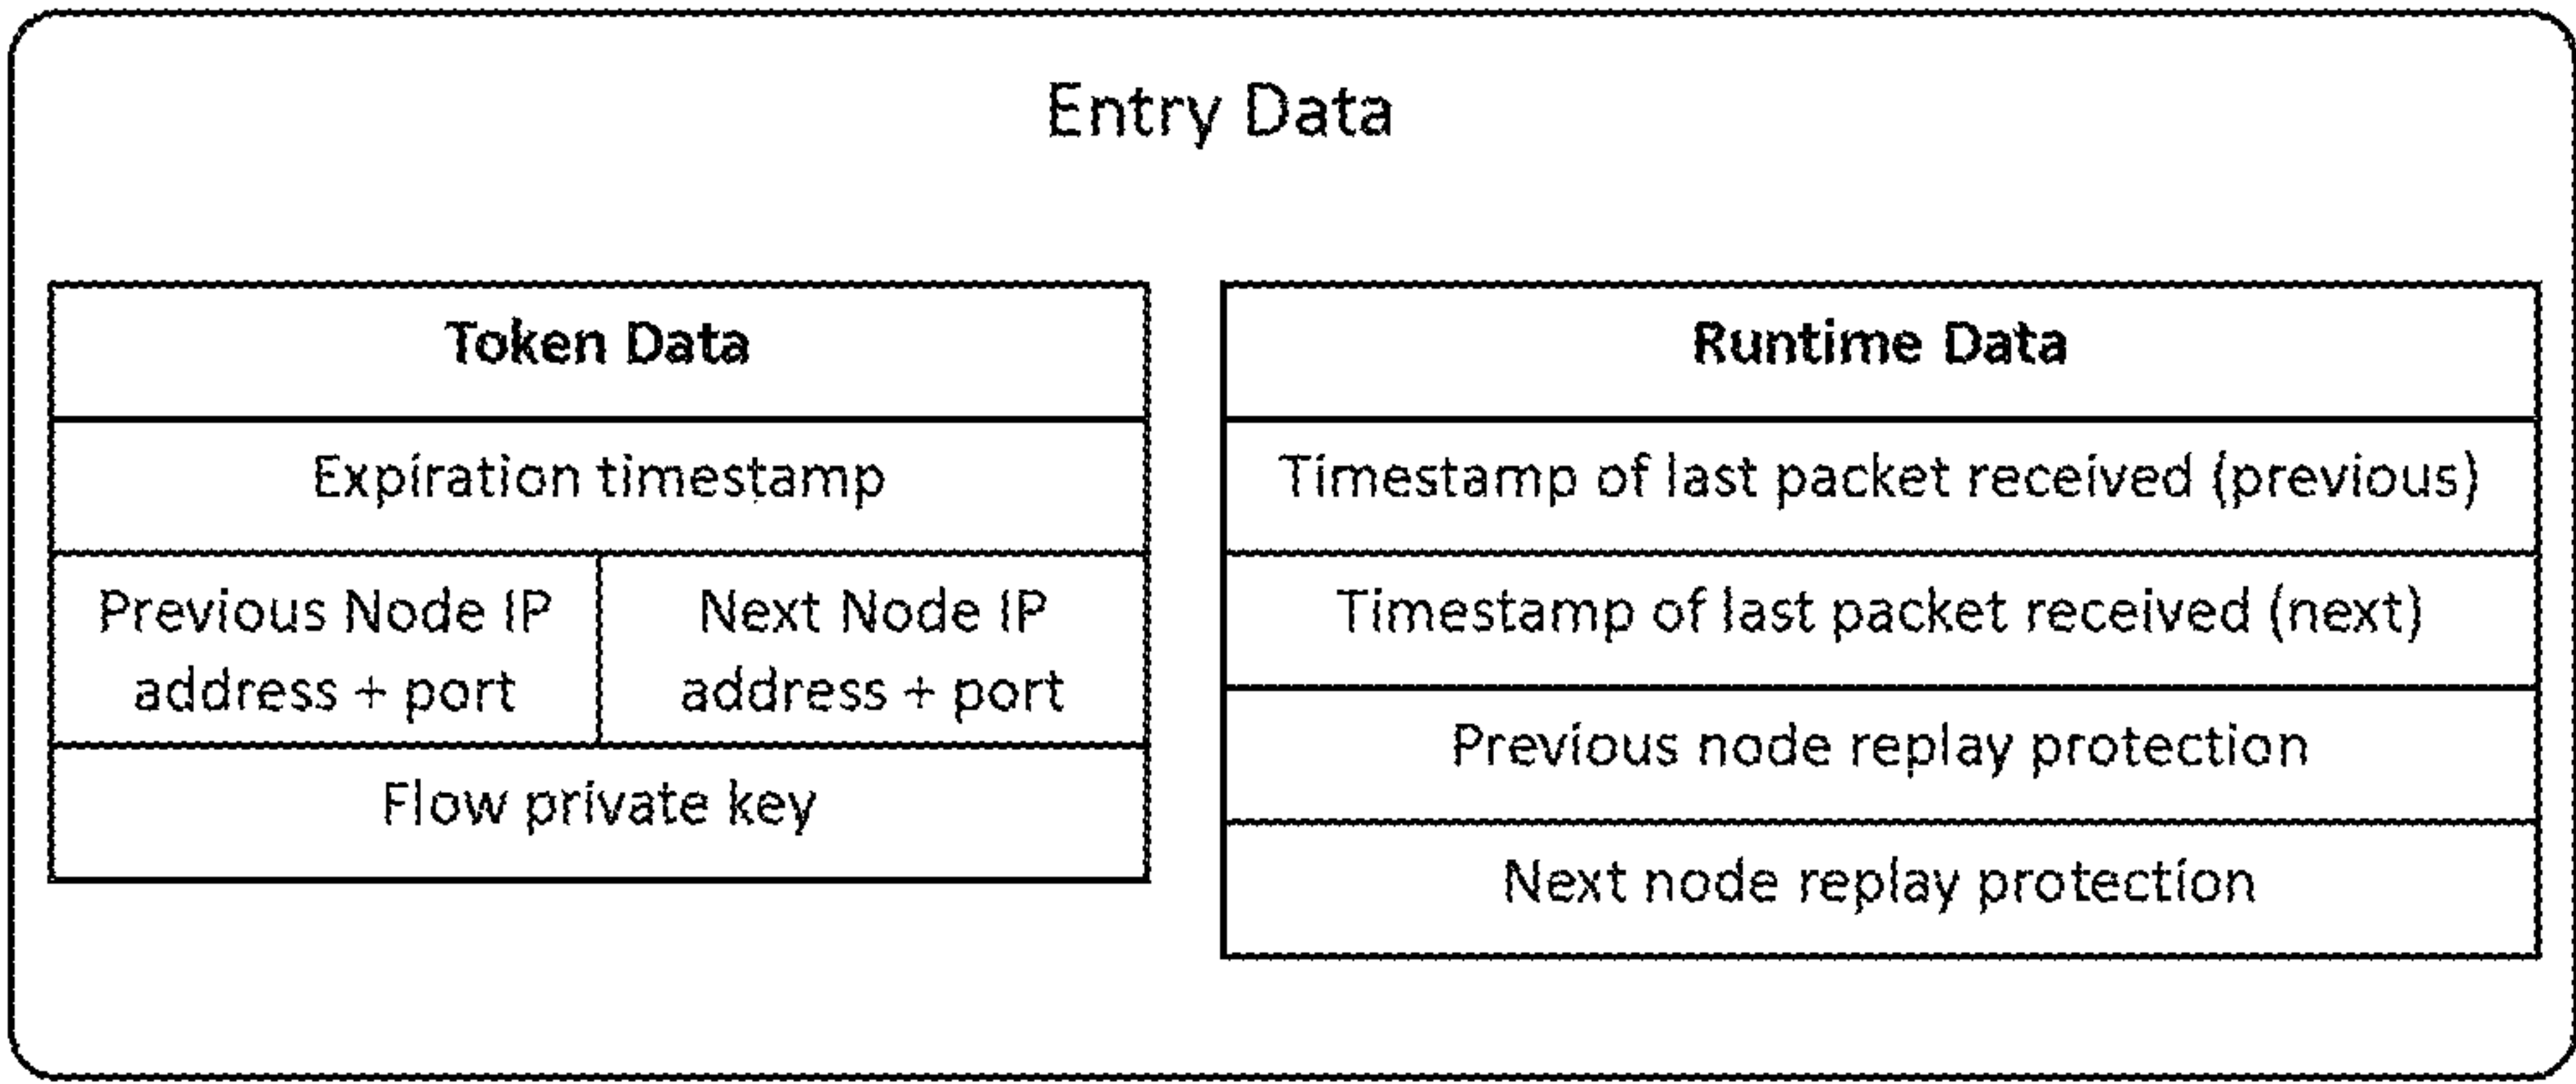 Entry Data
Token Data
Expiration timestamp
Previous Node IP
address + port
Next Node IP
address + port
Flow private key
Runtime Data
Timestamp of last packet received (previous)
Timestamp of last packet received (next)
Previous node replay protection
Next node replay protection